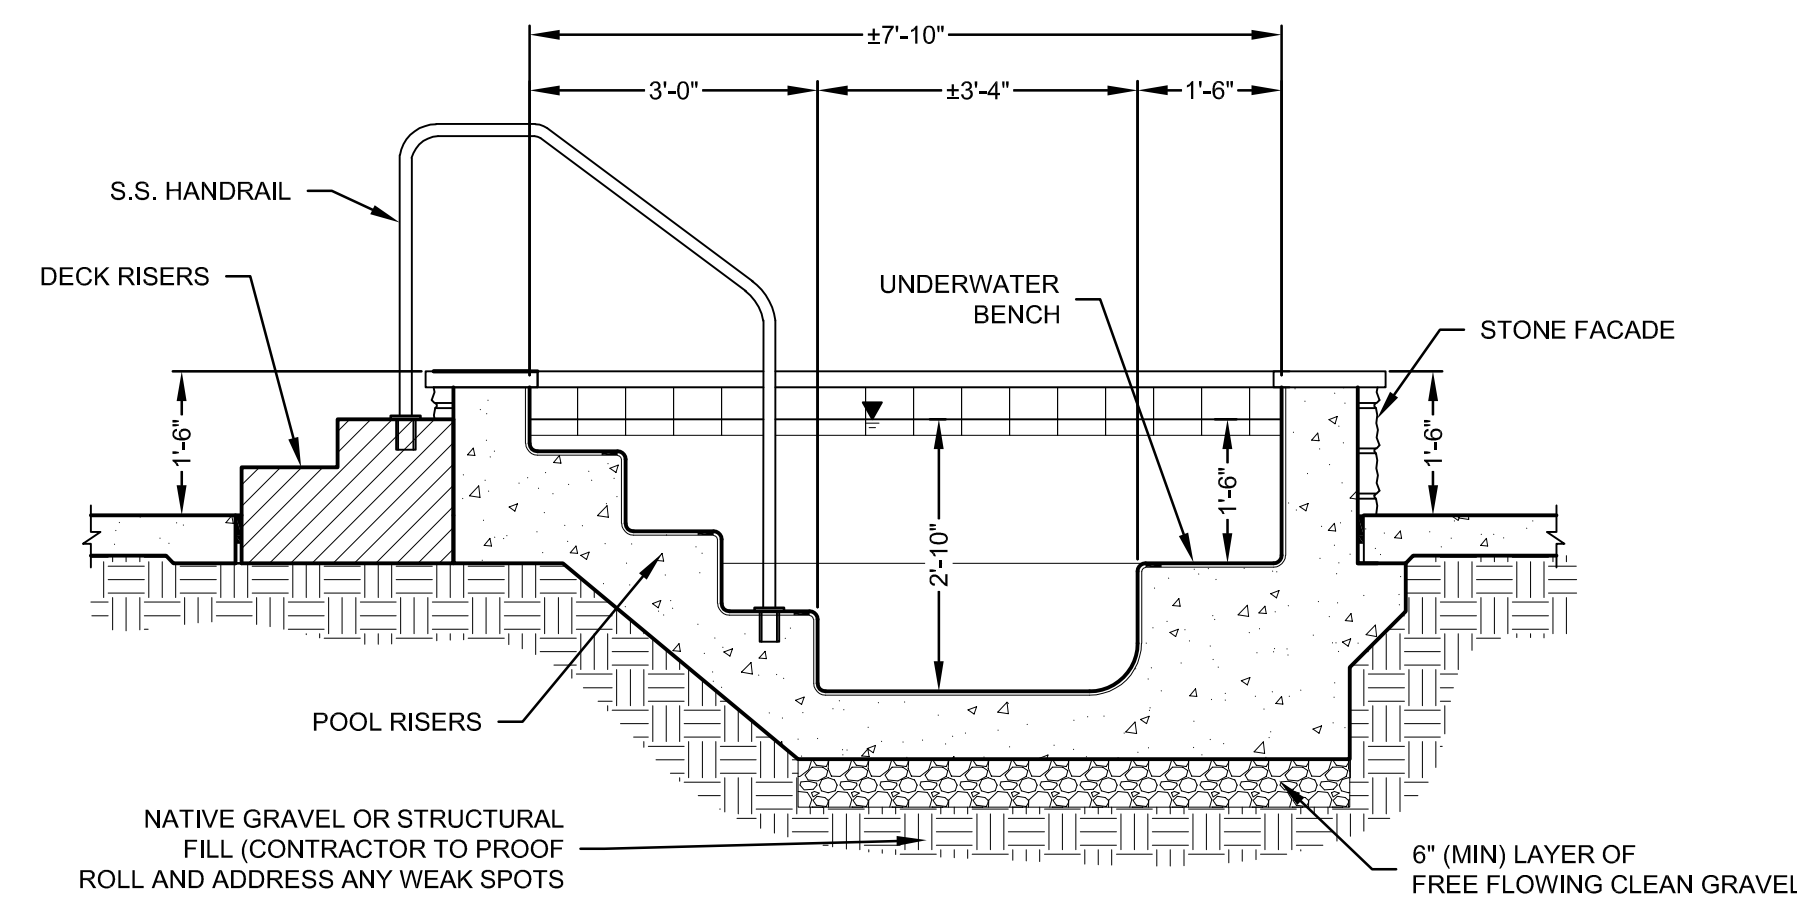 ±7'-10"
3'-0"
±3'-4"
1'-6"
S.S. HANDRAIL
DECK RISERS
UNDERWATER
BENCH
STONE FACADE
1'-6"
1'-6"
1'-6"
2'-10"
POOL RISERS
NATIVE GRAVEL OR STRUCTURAL
FILL (CONTRACTOR TO PROOF
ROLL AND ADDRESS ANY WEAK SPOTS
6" (MIN) LAYER OF
FREE FLOWING CLEAN GRAVEL